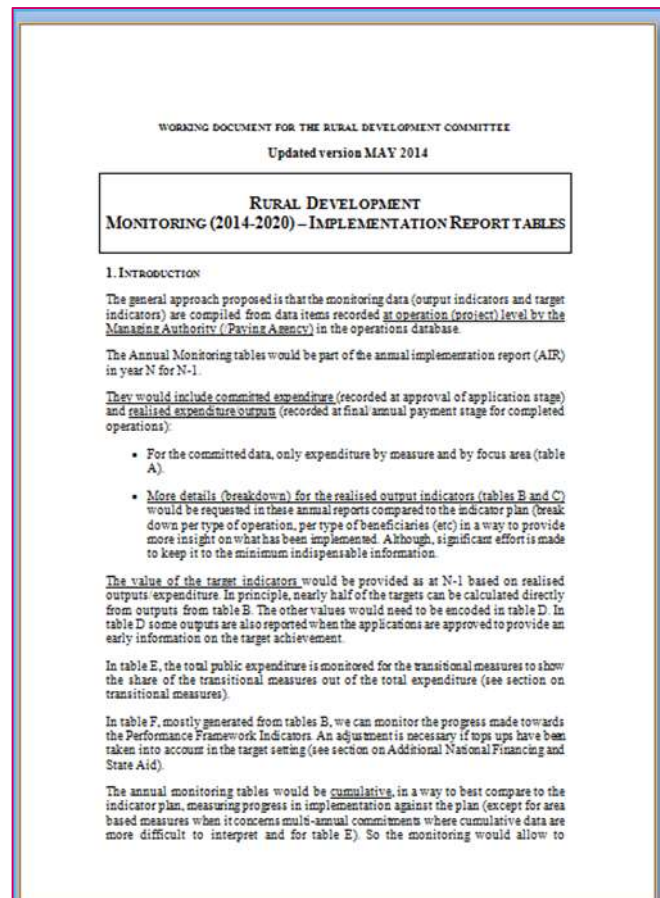 WORKING DOCUMENT FOR THE RURAL DEVELOPMENT COMMITTEE
Updated version MAY 2014
RURAL DEVELOPMENT
MONITORING (2014-2020) – IMPLEMENTATION REPORT TABLES
1. INTRODUCTION
The general approach proposed is that the monitoring data (output indicators and target
indicators) are compiled from data items recorded at operation (project) level by the
Managing Authority (/Paying Agency) in the operations database.
The Annual Monitoring tables would be part of the annual implementation report (AIR)
in year N for N-1.
They would include committed expenditure (recorded at approval of application stage)
and realised expenditure/outputs (recorded at final/annual payment stage for completed
operations):
• For the committed data, only expenditure by measure and by focus area (table
A).
• More details (breakdown) for the realised output indicators (tables B and C)
would be requested in these annual reports compared to the indicator plan (break
down per type of operation, per type of beneficiaries (etc) in a way to provide
more insight on what has been implemented. Although, significant effort is made
to keep it to the minimum indispensable information.
The value of the target indicators would be provided as at N-1 based on realised
outputs/expenditure. In principle, nearly half of the targets can be calculated directly
from outputs from table B. The other values would need to be encoded in table D. In
table D some outputs are also reported when the applications are approved to provide an
early information on the target achievement.
In table E, the total public expenditure is monitored for the transitional measures to show
the share of the transitional measures out of the total expenditure (see section on
transitional measures).
In table F, mostly generated from tables B, we can monitor the progress made towards
the Performance Framework Indicators. An adjustment is necessary if tops ups have been
taken into account in the target setting (see section on Additional National Financing and
State Aid).
The annual monitoring tables would be cumulative, in a way to best compare to the
indicator plan, measuring progress in implementation against the plan (except for area
based measures when it concerns multi-annual commitments where cumulative data are
more difficult to interpret and for table E). So the monitoring would allow to